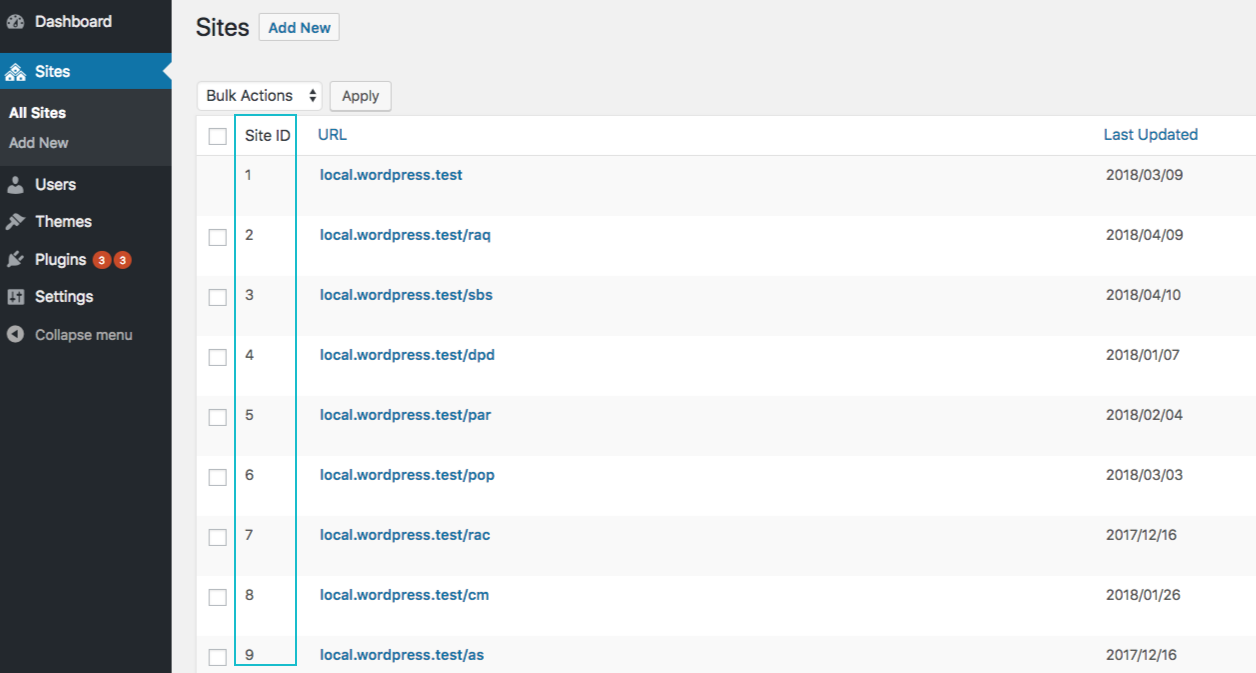 Dashboard
Sites
All Sites
Add New
Users
Themes
Plugins 3 3
Settings
Collapse menu
Sites Add New
Bulk Actions Apply
Site ID URL Last Updated
1 local.wordpress.test 2018/03/09
2 local.wordpress.test/raq 2018/04/09
3 local.wordpress.test/sbs 2018/04/10
4 local.wordpress.test/dpd 2018/01/07
5 local.wordpress.test/par 2018/02/04
6 local.wordpress.test/pop 2018/03/03
7 local.wordpress.test/rac 2017/12/16
8 local.wordpress.test/cm 2018/01/26
9 local.wordpress.test/as 2017/12/16